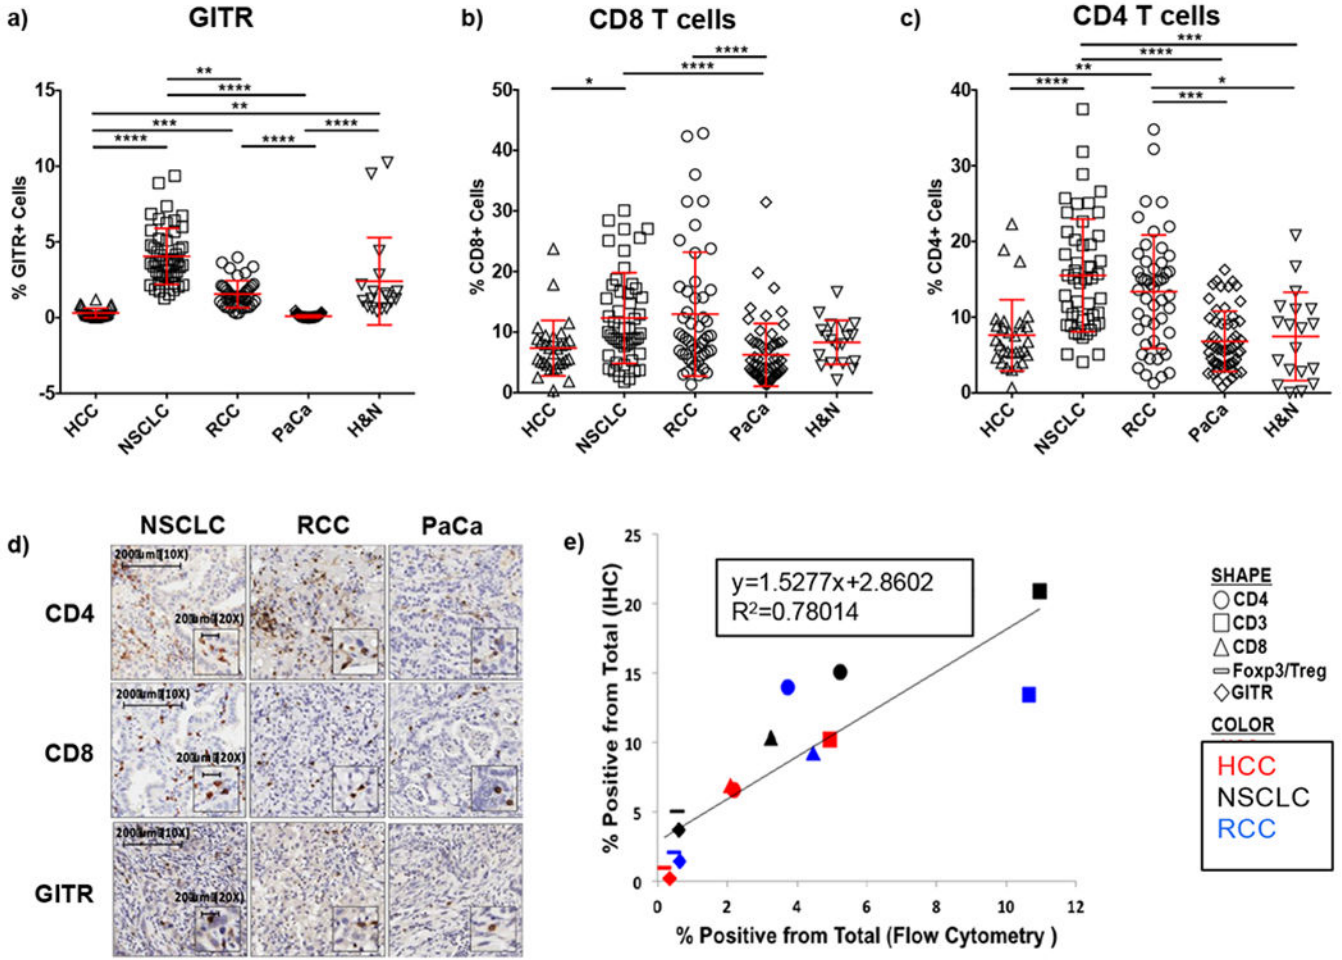 a)
GITR
**
****
**
***
****
****
****
% GITR+ Cells
15
10
5
0
-5
HCC
NSCLC
RCC
PaCa
H&N
b)
CD8 T cells
****
****
*
% CD8+ Cells
50
40
30
20
10
0
HCC
NSCLC
RCC
PaCa
H&N
c)
CD4 T cells
***
****
**
****
*
***
% CD4+ Cells
40
30
20
10
0
HCC
NSCLC
RCC
PaCa
H&N
d)
NSCLC
RCC
PaCa
CD4
CD8
GITR
e)
y=1.5277x+2.8602
R²=0.78014
% Positive from Total (IHC)
25
20
15
10
5
0
0
2
4
6
8
10
12
% Positive from Total (Flow Cytometry )
SHAPE
CD4
CD3
CD8
Foxp3/Treg
GITR
COLOR
HCC
NSCLC
RCC